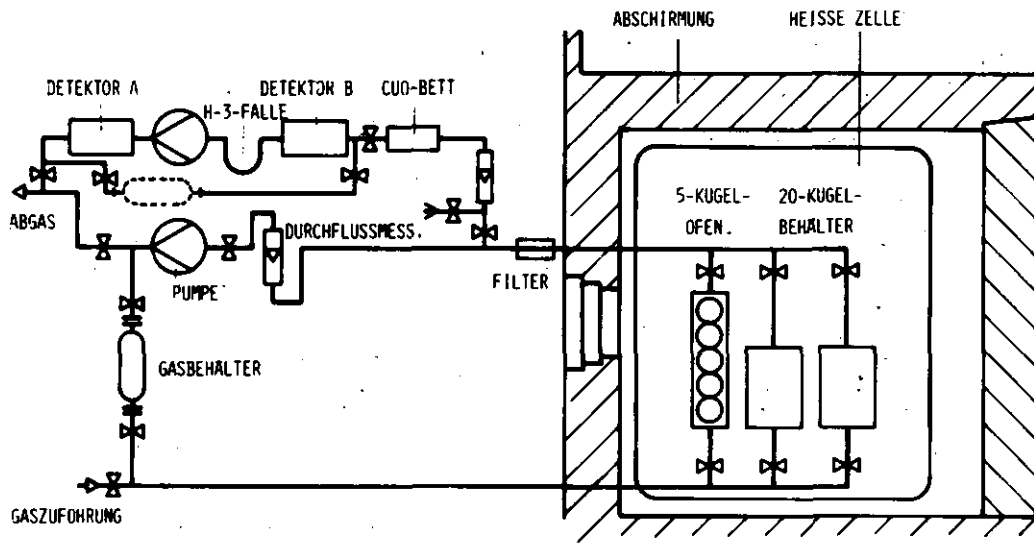 ABSCHIRMUNG
HEISSE ZELLE
DETEKTOR A
H-3-FALLE
DETEKTOR B
CUO-BETT
ABGAS
DURCHFLUSSMESS.
PUMPE
FILTER
5-KUGEL-
OFEN.
20-KUGEL-
BEHÄLTER
GASBEHÄLTER
GASZUFÜHRUNG